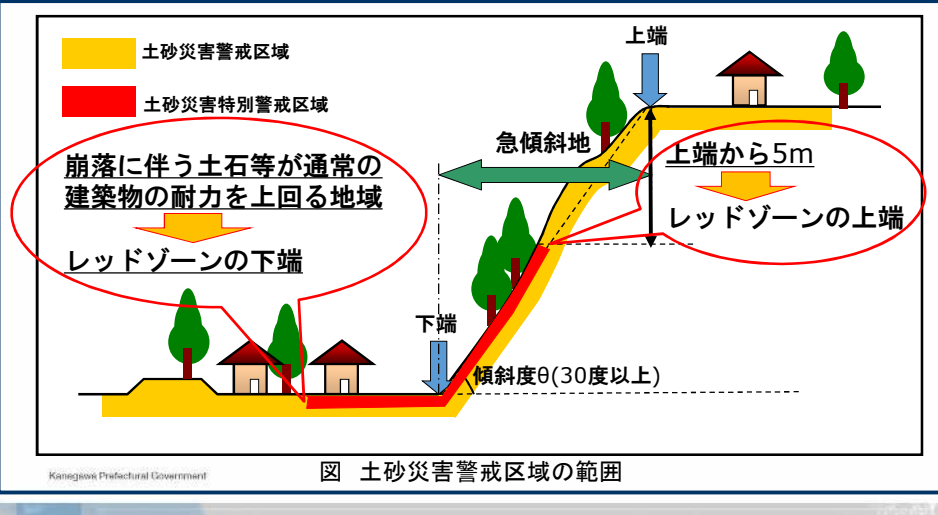 土砂災害警戒区域
土砂災害特別警戒区域
上端
急傾斜地
崩落に伴う土石等が通常の
建築物の耐力を上回る地域
レッドゾーンの下端
上端から5m
レッドゾーンの上端
下端
傾斜度θ(30度以上)
Kanagawa Prefectural Government
図 土砂災害警戒区域の範囲